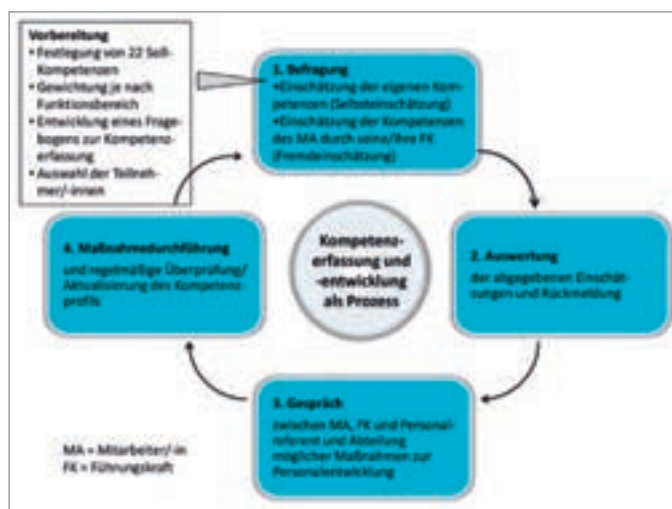 Vorbereitung
• Festlegung von 22 Soll-
Kompetenzen
• Gewichtung je nach
Funktionsbereich
• Entwicklung eines Frage-
bogens zur Kompetenz-
erfassung
• Auswahl der Teilneh-
mer/-innen
1. Befragung
•Einschätzung der eigenen Kom-
petenzen (Selbsteinschätzung)
•Einschätzung der Kompetenzen
des MA durch seine/ihre FK
(Fremdeinschätzung)
2. Auswertung
der abgegebenen Einschät-
zungen und Rückmeldung
3. Gespräch
zwischen MA, FK und Personal-
referent und Abteilung
möglicher Maßnahmen zur
Personalentwicklung
4. Maßnahmedurchführung
und regelmäßige Überprüfung/
Aktualisierung des Kompetenz-
profils
Kompetenz-
erfassung und
-entwicklung
als Prozess
MA = Mitarbeiter/-in
FK = Führungskraft